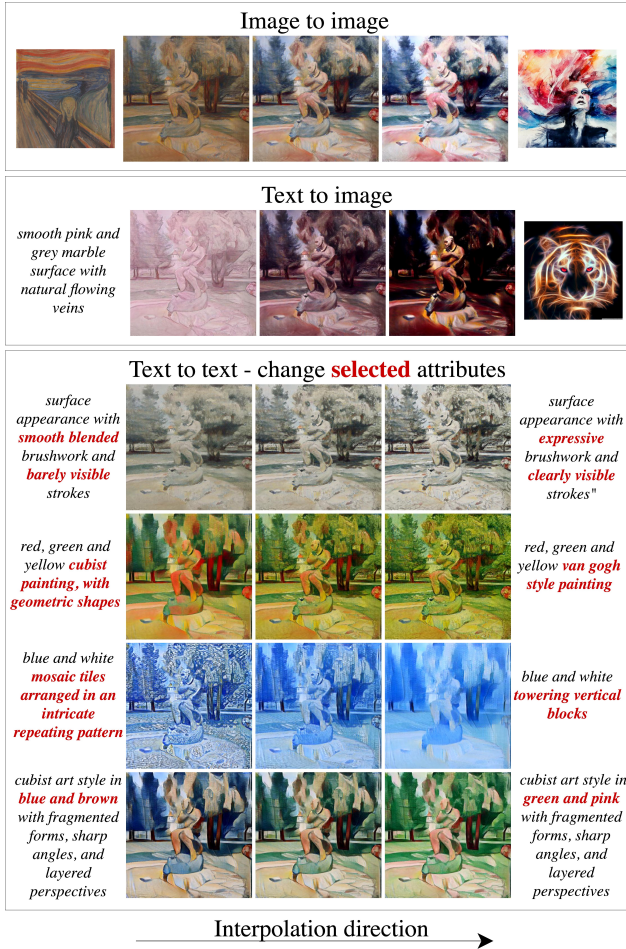 Image to image
Text to image
smooth pink and
grey marble
surface with
natural flowing
veins
Text to text - change selected attributes
surface
appearance with
smooth blended
brushwork and
barely visible
strokes
surface
appearance with
expressive
brushwork and
clearly visible
strokes"
red, green and
yellow cubist
painting, with
geometric shapes
red, green and
yellow van gogh
style painting
blue and white
mosaic tiles
arranged in an
intricate
repeating pattern
blue and white
towering vertical
blocks
cubist art style in
blue and brown
with fragmented
forms, sharp
angles, and
layered
perspectives
cubist art style in
green and pink
with fragmented
forms, sharp
angles, and
layered
perspectives
Interpolation direction